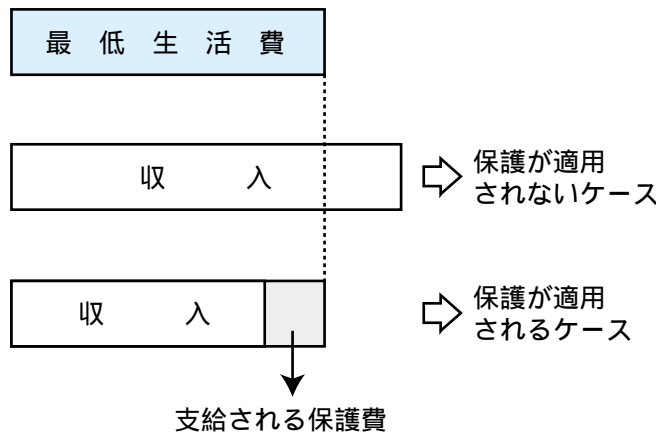 最低生活費
収入
保護が適用
されないケース
収入
保護が適用
されるケース
支給される保護費